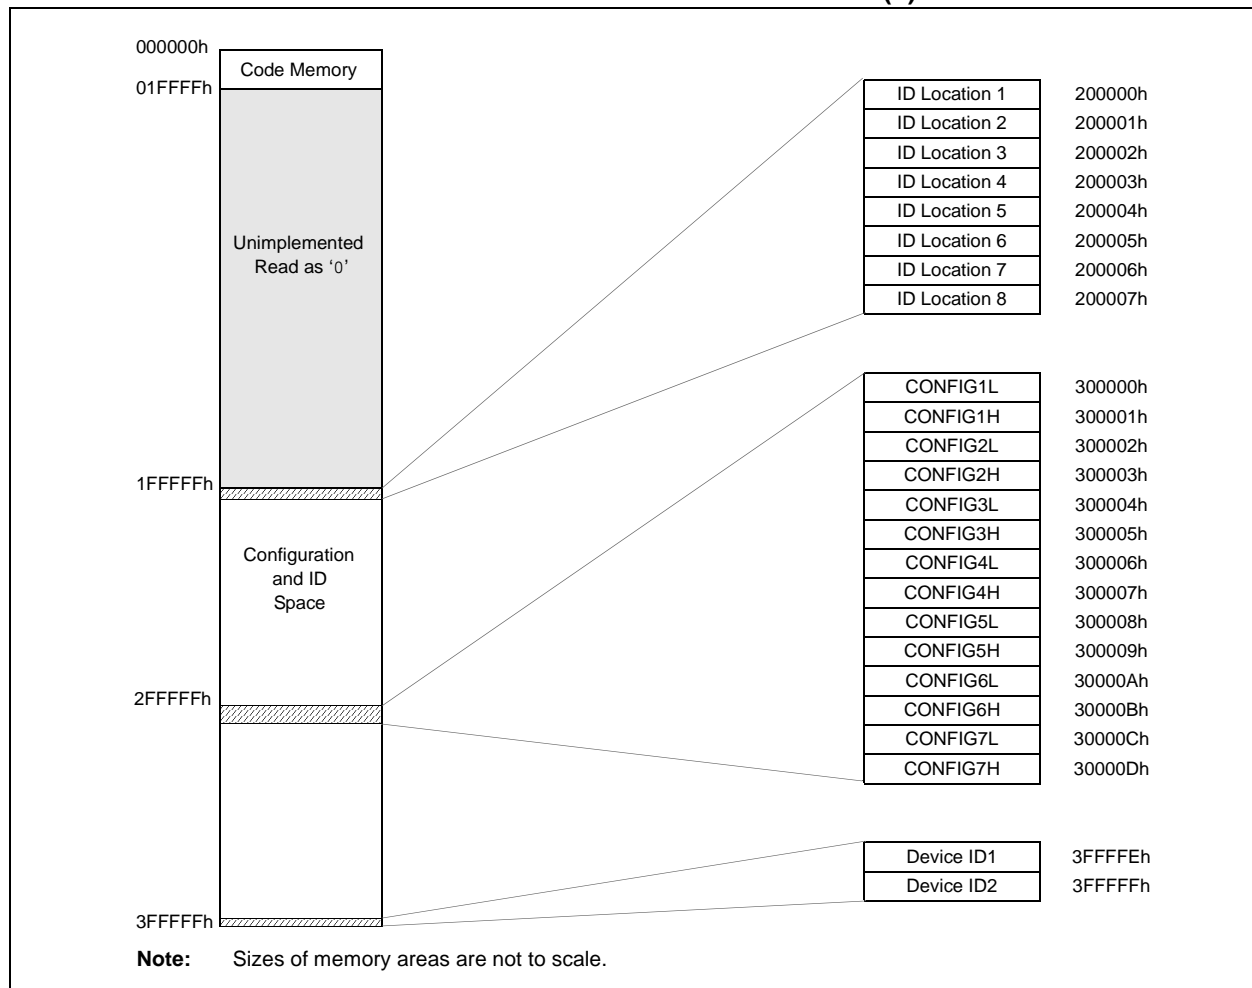 000000h
Code Memory
01FFFFh
Unimplemented
Read as ‘0’
1FFFFFh
Configuration
and ID
Space
2FFFFFh
3FFFFFh
ID Location 1 200000h
ID Location 2 200001h
ID Location 3 200002h
ID Location 4 200003h
ID Location 5 200004h
ID Location 6 200005h
ID Location 7 200006h
ID Location 8 200007h
CONFIG1L 300000h
CONFIG1H 300001h
CONFIG2L 300002h
CONFIG2H 300003h
CONFIG3L 300004h
CONFIG3H 300005h
CONFIG4L 300006h
CONFIG4H 300007h
CONFIG5L 300008h
CONFIG5H 300009h
CONFIG6L 30000Ah
CONFIG6H 30000Bh
CONFIG7L 30000Ch
CONFIG7H 30000Dh
Device ID1 3FFFFEh
Device ID2 3FFFFFh
Note: Sizes of memory areas are not to scale.